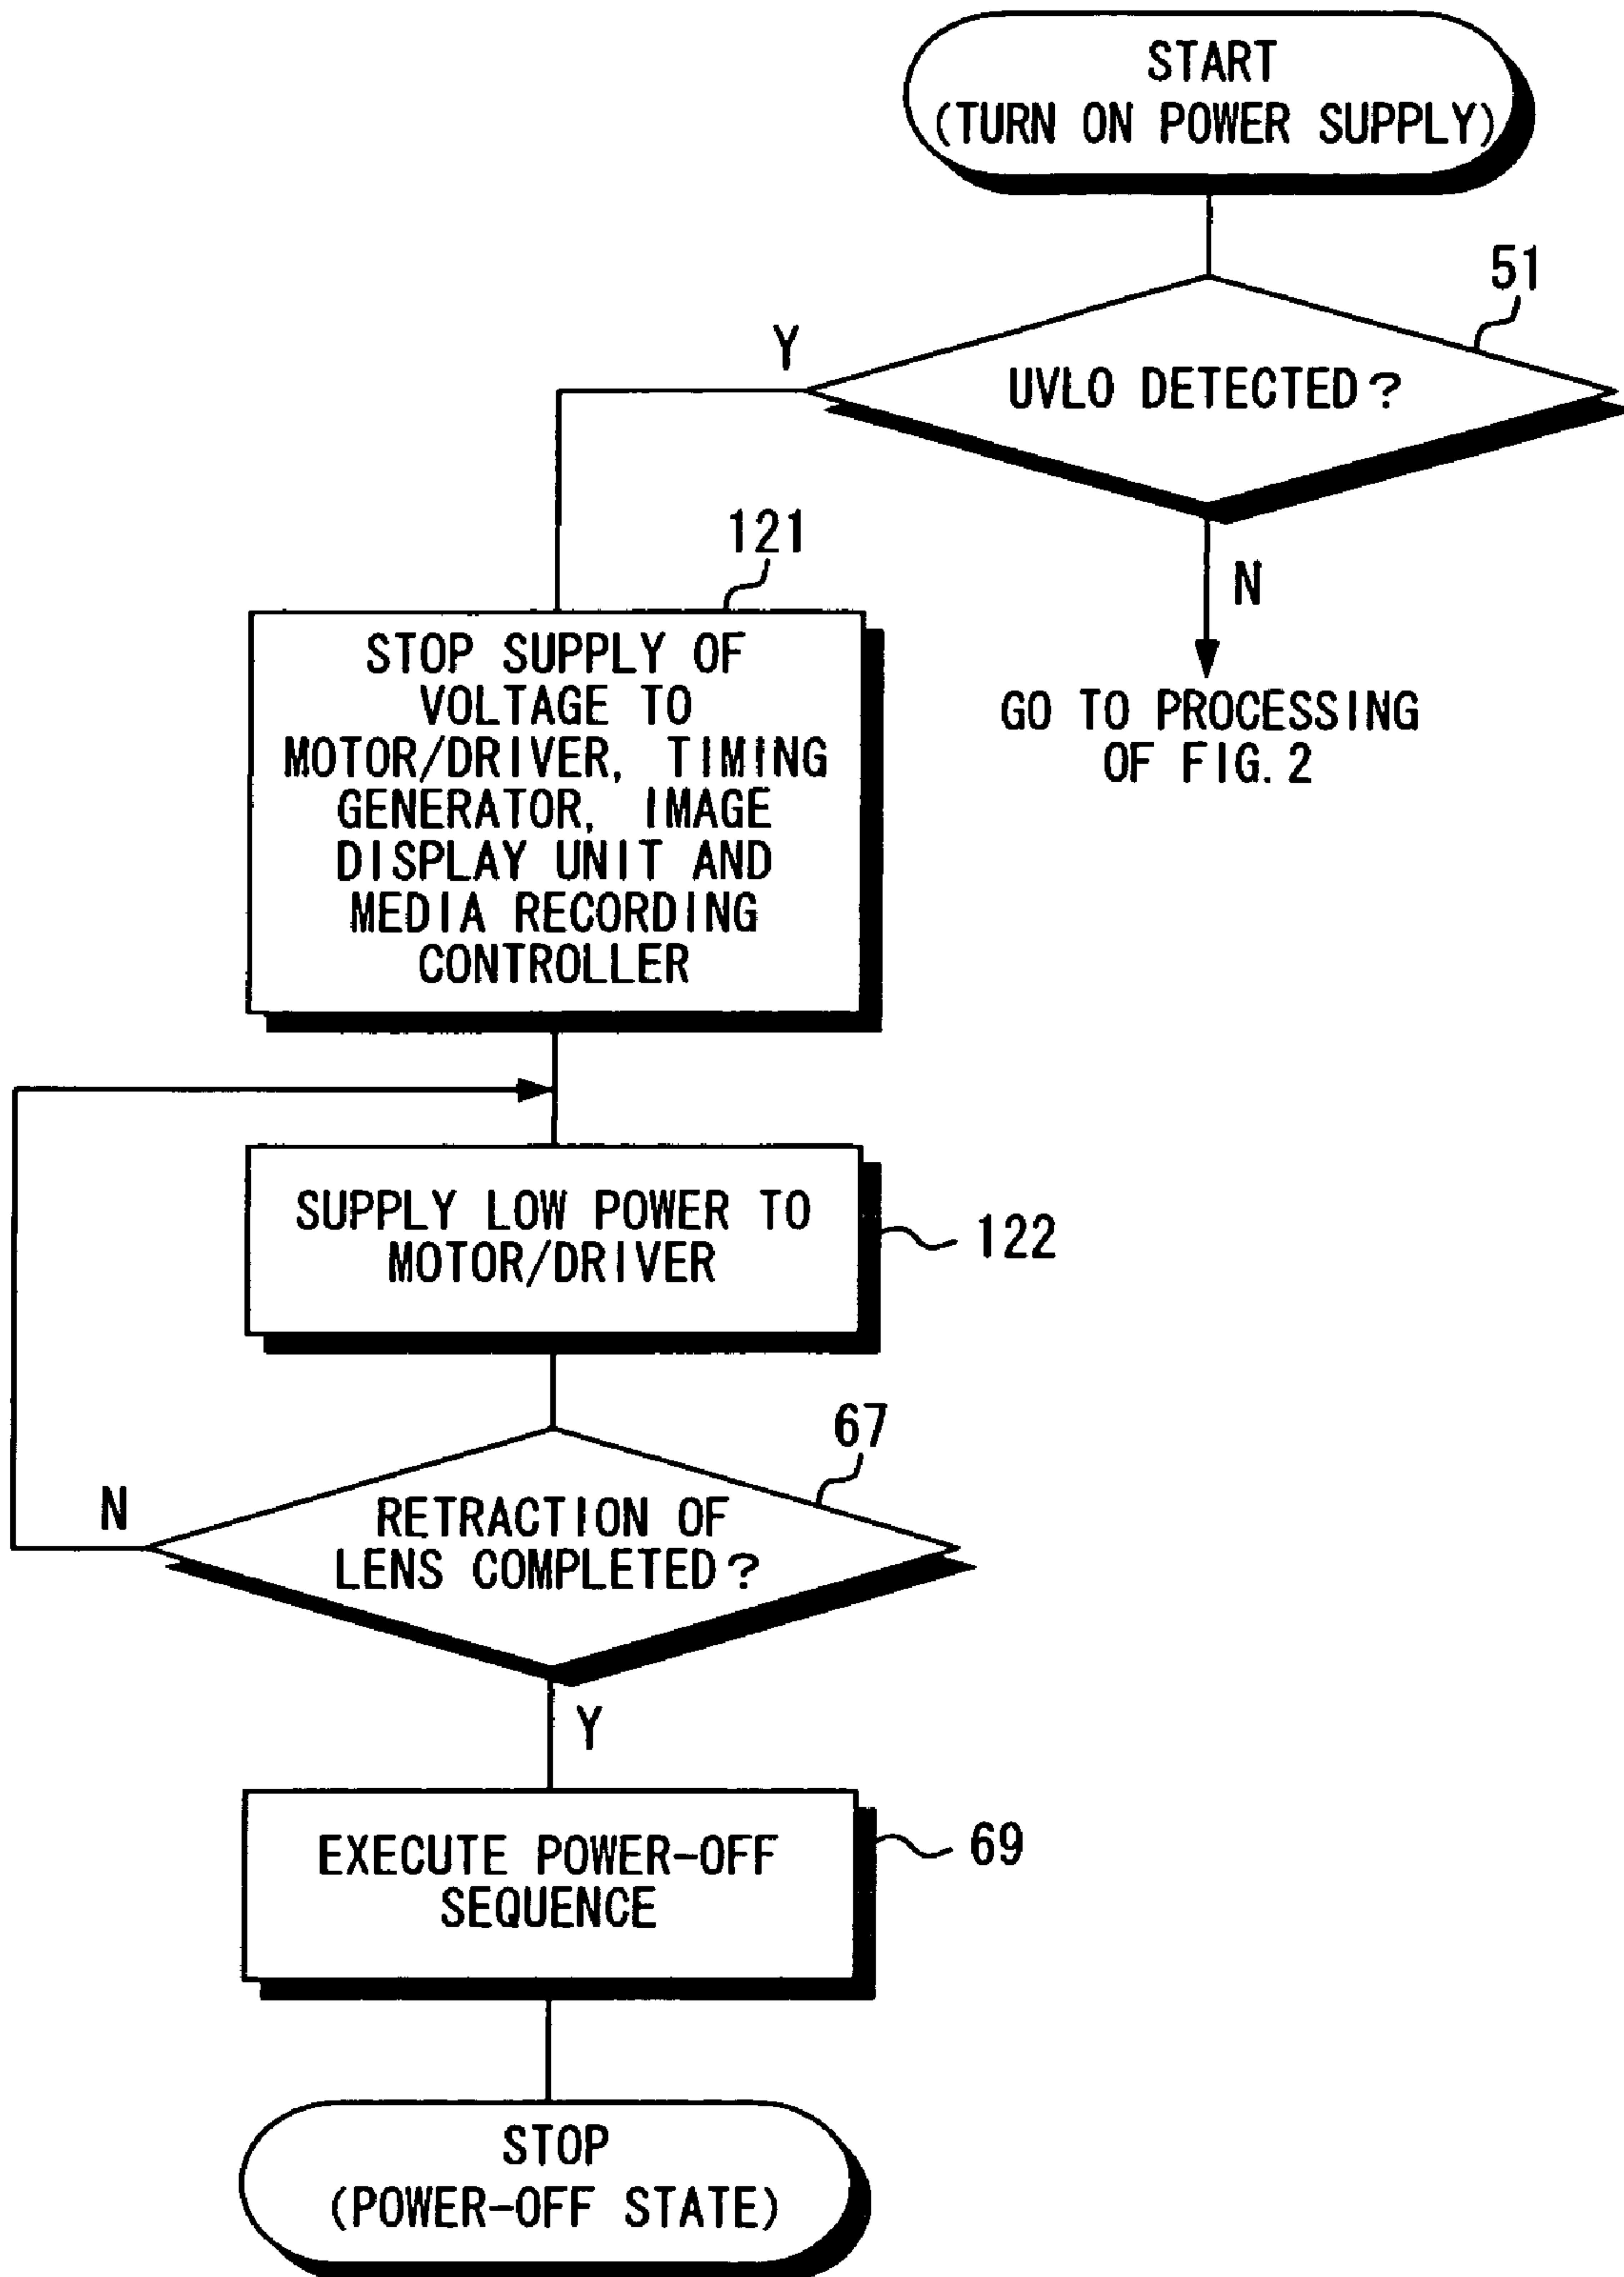 START
(TURN ON POWER SUPPLY)
51
UVLO DETECTED?
Y
N
GO TO PROCESSING
OF FIG. 2
121
STOP SUPPLY OF
VOLTAGE TO
MOTOR/DRIVER, TIMING
GENERATOR, IMAGE
DISPLAY UNIT AND
MEDIA RECORDING
CONTROLLER
SUPPLY LOW POWER TO
MOTOR/DRIVER
122
67
RETRACTION OF
LENS COMPLETED?
N
Y
EXECUTE POWER-OFF
SEQUENCE
69
STOP
(POWER-OFF STATE)